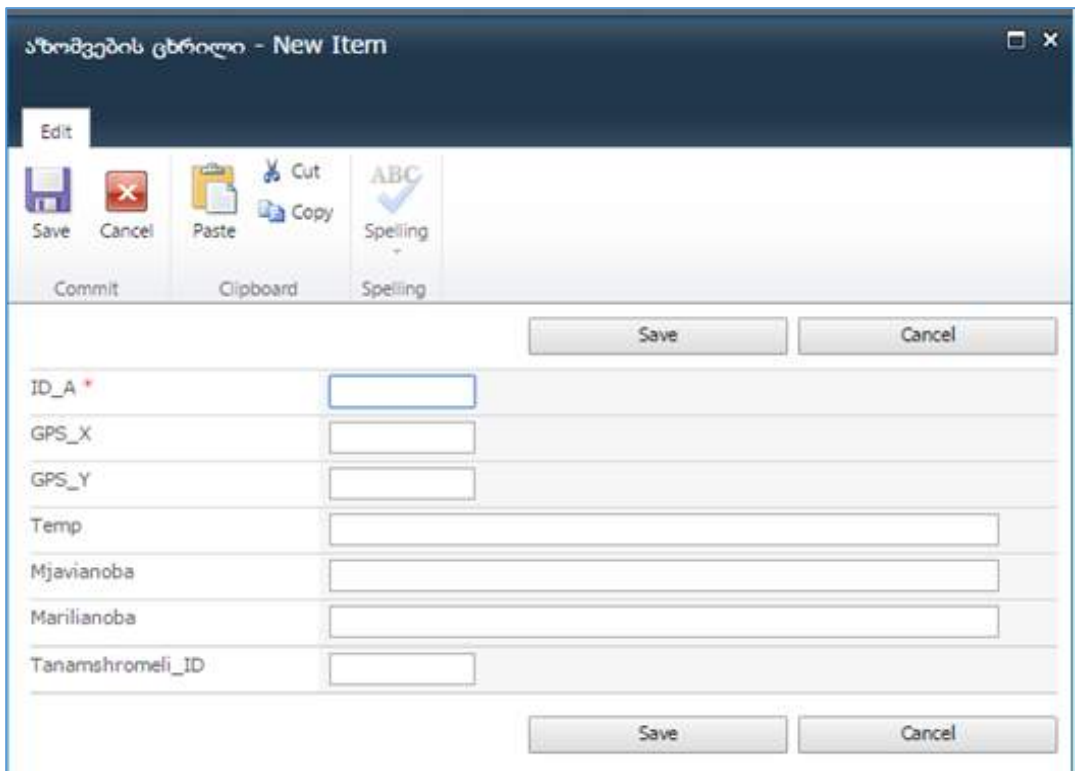 აზომვების ცხრილი - New Item
Edit
Save
Cancel
Paste
Cut
Copy
ABC
Spelling
Commit
Clipboard
Spelling
Save
Cancel
ID_A *
GPS_X
GPS_Y
Temp
Mjavianoba
Marilianoba
Tanamshromeli_ID
Save
Cancel